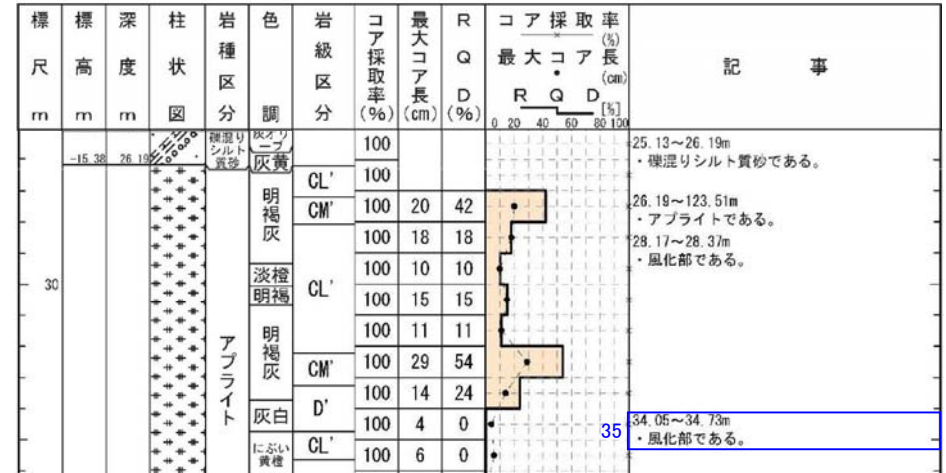 標尺 m
標高 m
深度 m
柱状図
岩種区分
色調
岩級区分
コア採取率(%)
最大コア長(cm)
RQD(%)
コア採取率(%)
最大コア長(cm)
RQD[%]
0 20 40 60 80 100
記事
-15.38 26.19
礫混りシルト質砂
灰オリーブ
灰黄
100
100
CL'
明褐灰
CM' 100 20 42
100 18 18
淡橙 100 10 10
30
明褐 CL' 100 15 15
100 11 11
アプライト
明褐灰
CM' 100 29 54
100 14 24
灰白 D' 100 4 0
にぶい黄橙 CL' 100 6 0
25.13～26.19m
・礫混りシルト質砂である。
26.19～123.51m
・アプライトである。
28.17～28.37m
・風化部である。
35
34.05～34.73m
・風化部である。